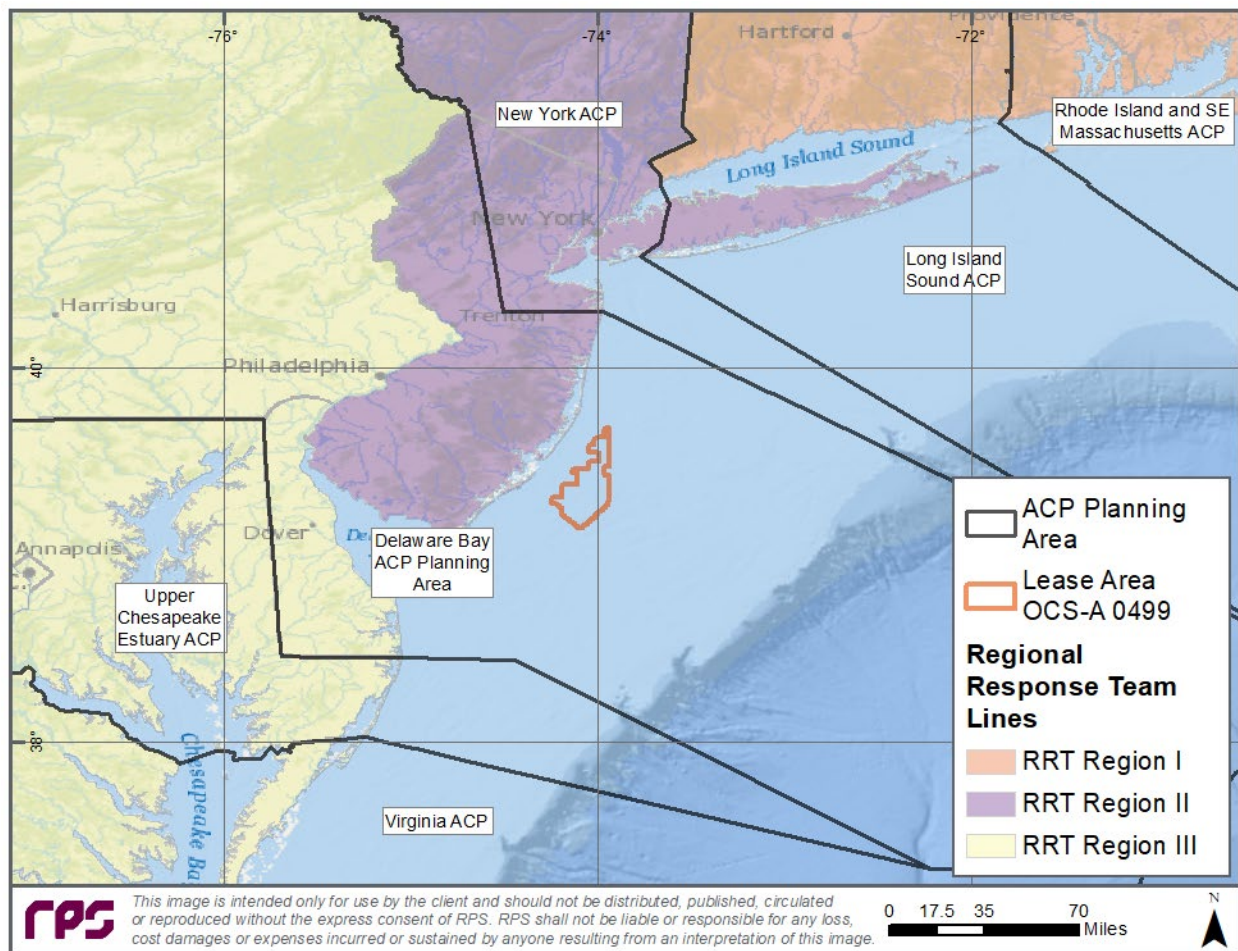 -76°
-74°
-72°
Hartford
Providence
New York ACP
Rhode Island and SE
Massachusetts ACP
Long Island Sound
New York
Long Island
Sound ACP
Harrisburg
Trenton
Philadelphia
40°
Dover
Delaware Bay
ACP Planning
Area
Annapolis
Upper
Chesapeake
Estuary ACP
38°
Chesapeake Ba
Virginia ACP
ACP Planning
Area
Lease Area
OCS-A 0499
Regional
Response Team
Lines
RRT Region I
RRT Region II
RRT Region III
rps
This image is intended only for use by the client and should not be distributed, published, circulated
or reproduced without the express consent of RPS. RPS shall not be liable or responsible for any loss,
cost damages or expenses incurred or sustained by anyone resulting from an interpretation of this image.
0 17.5 35 70
Miles
N